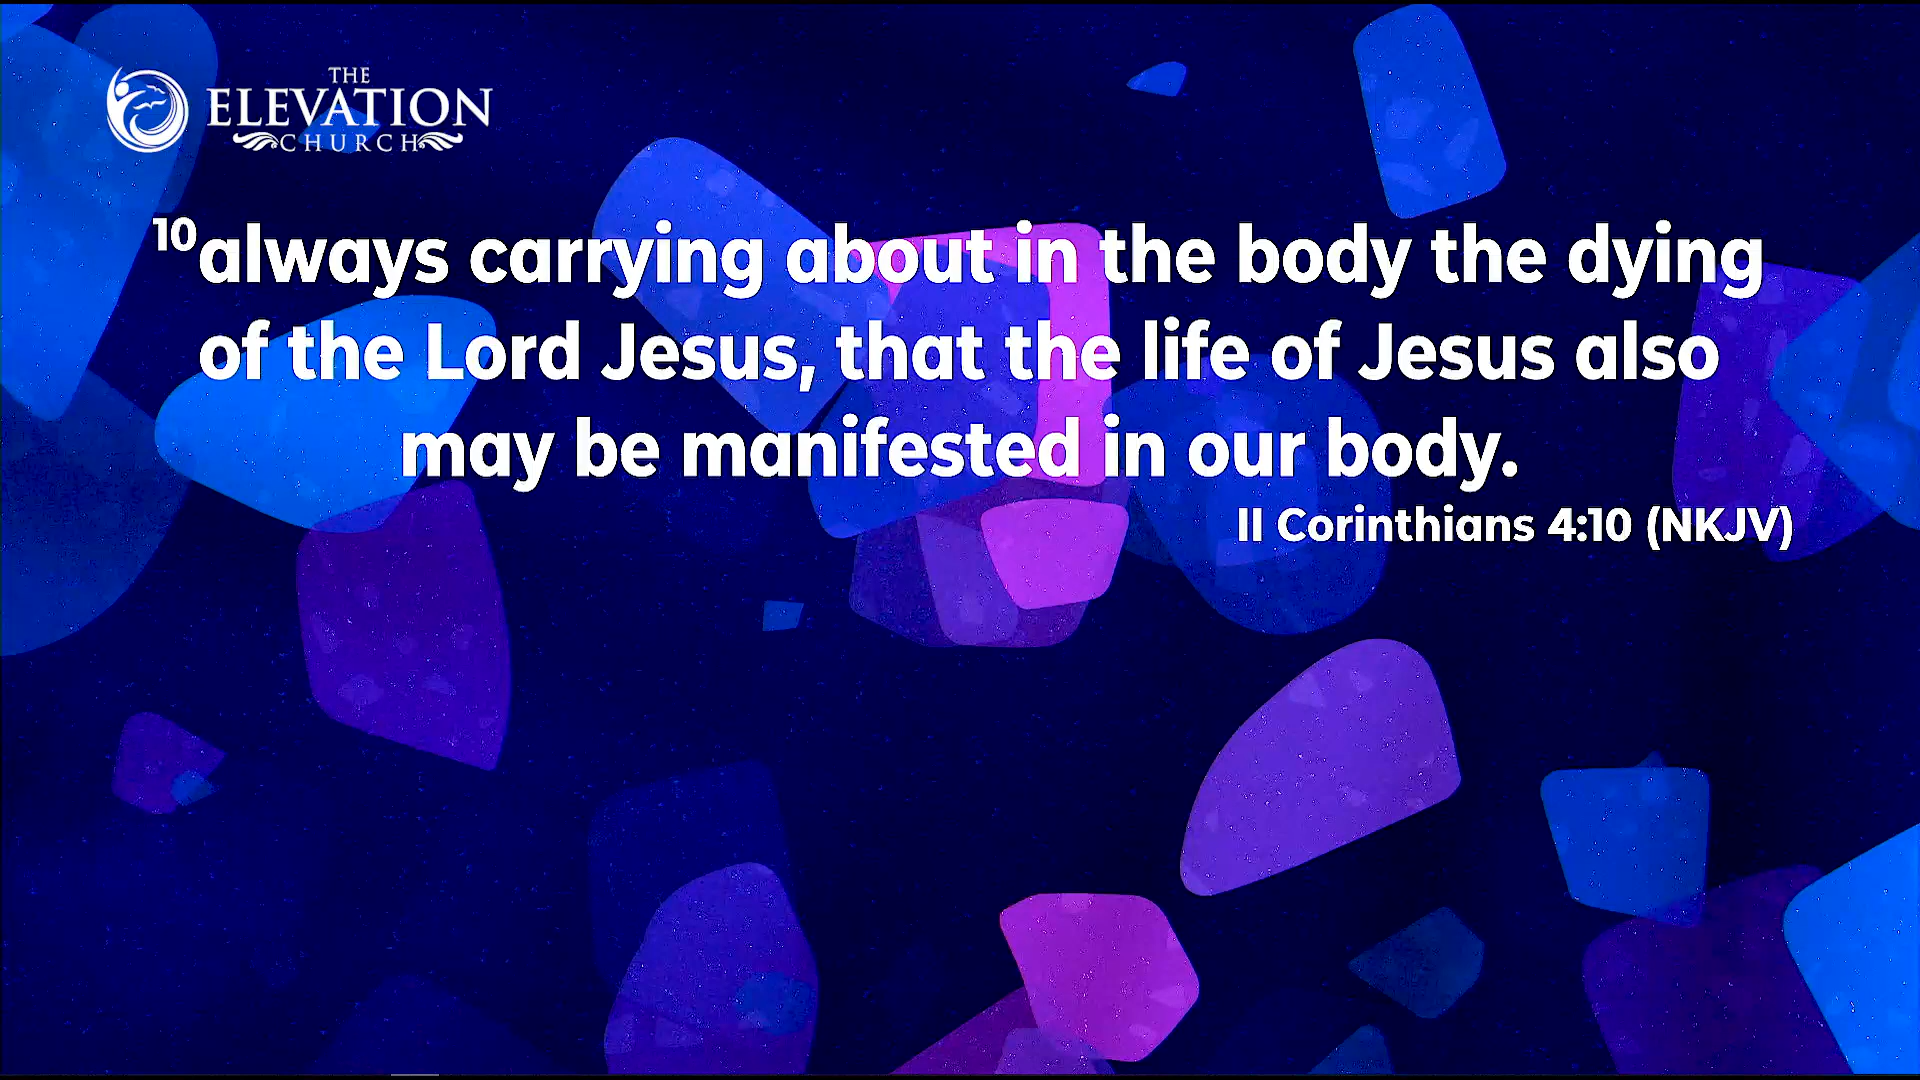 THE
ELEVATION
CHURCH
10always carrying about in the body the dying
of the Lord Jesus, that the life of Jesus also
may be manifested in our body.
II Corinthians 4:10 (NKJV)